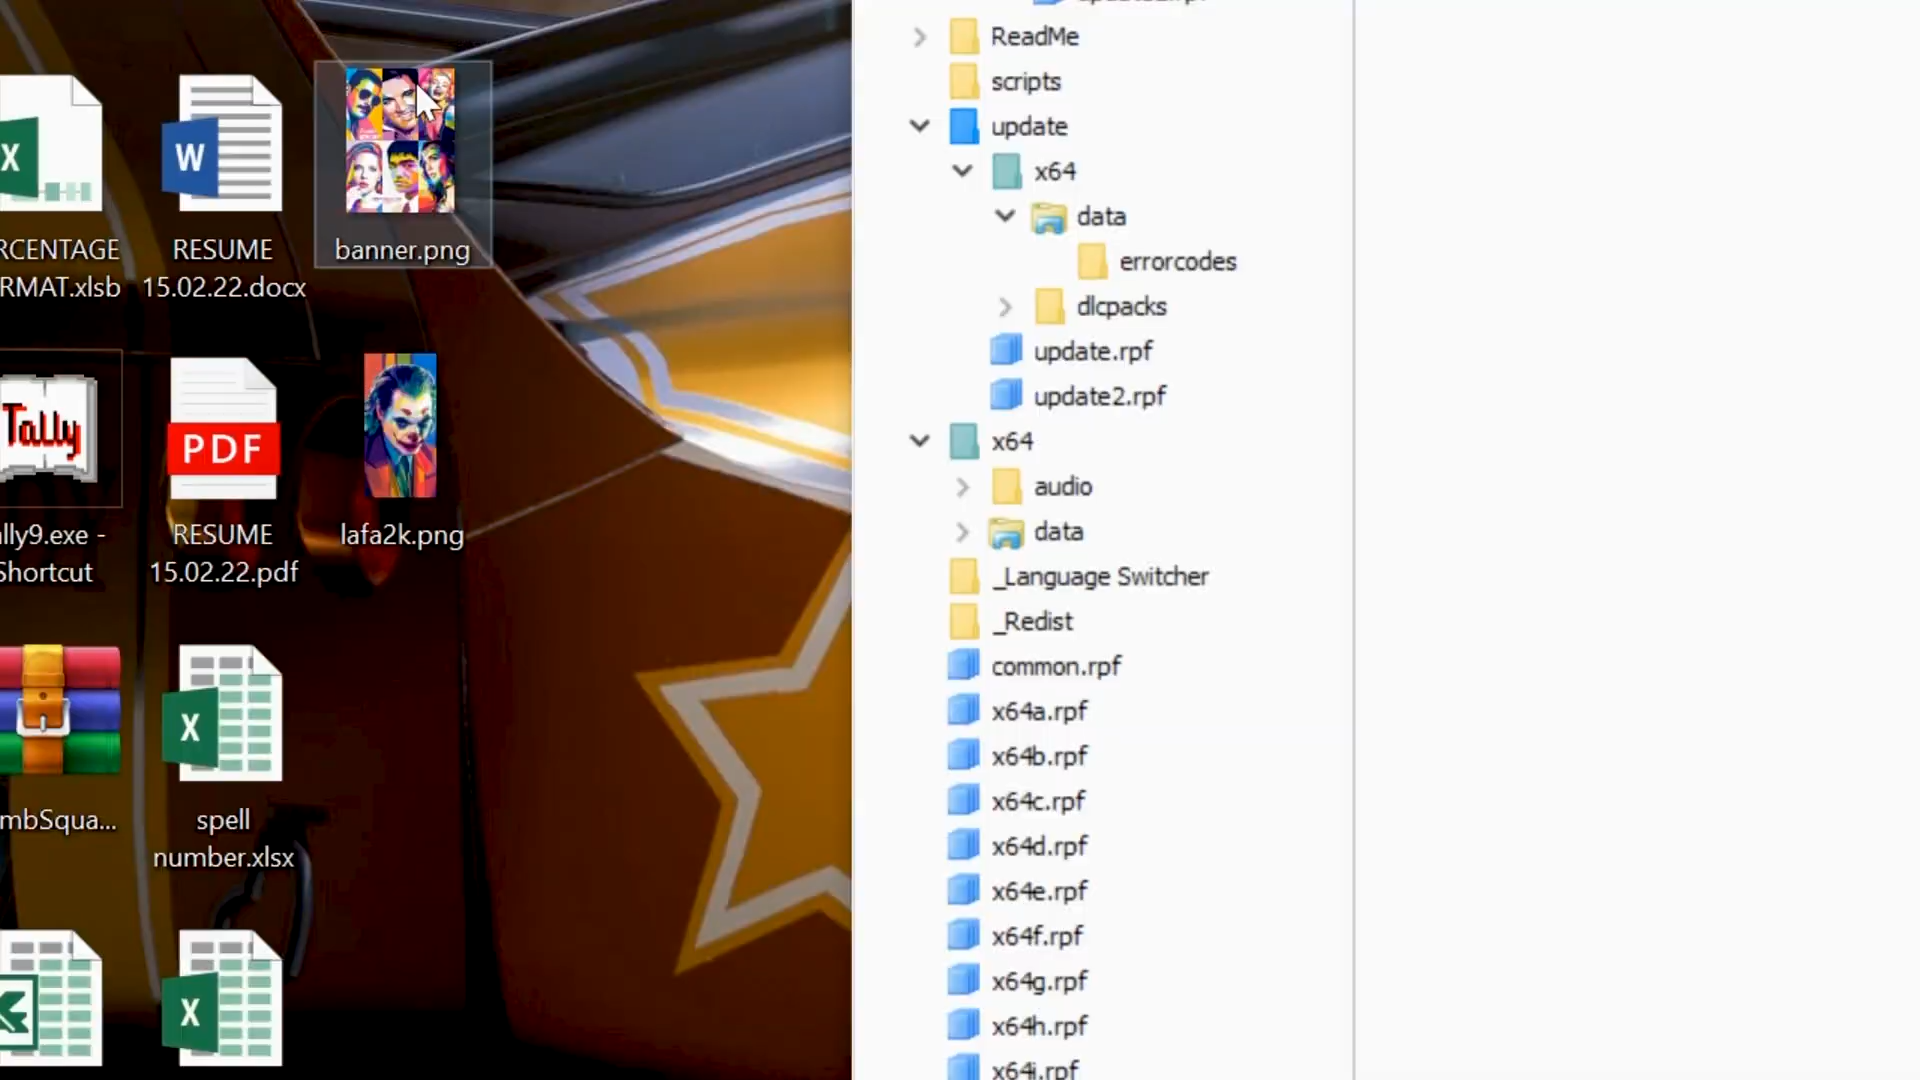 RCENTAGE
RMAT.xlsb
RESUME
15.02.22.docx
banner.png
Tally
lly9.exe -
Shortcut
PDF
RESUME
15.02.22.pdf
lafa2k.png
mbSqua...
spell
number.xlsx
X
W
X
X
ReadMe
scripts
update
x64
data
errorcodes
dlcpacks
update.rpf
update2.rpf
x64
audio
data
_Language Switcher
_Redist
common.rpf
x64a.rpf
x64b.rpf
x64c.rpf
x64d.rpf
x64e.rpf
x64f.rpf
x64g.rpf
x64h.rpf
x64i.rpf